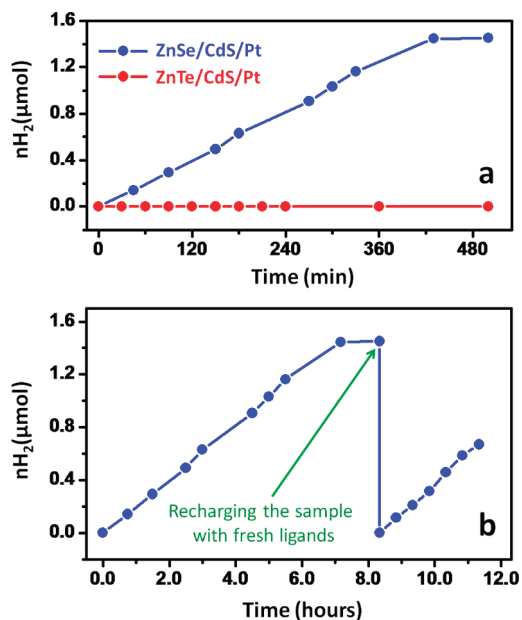 1.6
1.2
0.8
0.4
0.0
nH2(μmol)
ZnSe/CdS/Pt
ZnTe/CdS/Pt
a
0 120 240 360 480
Time (min)
2.0
1.6
1.2
0.8
0.4
0.0
nH2(μmol)
Recharging the sample
with fresh ligands
b
0.0 2.0 4.0 6.0 8.0 10.0 12.0
Time (hours)